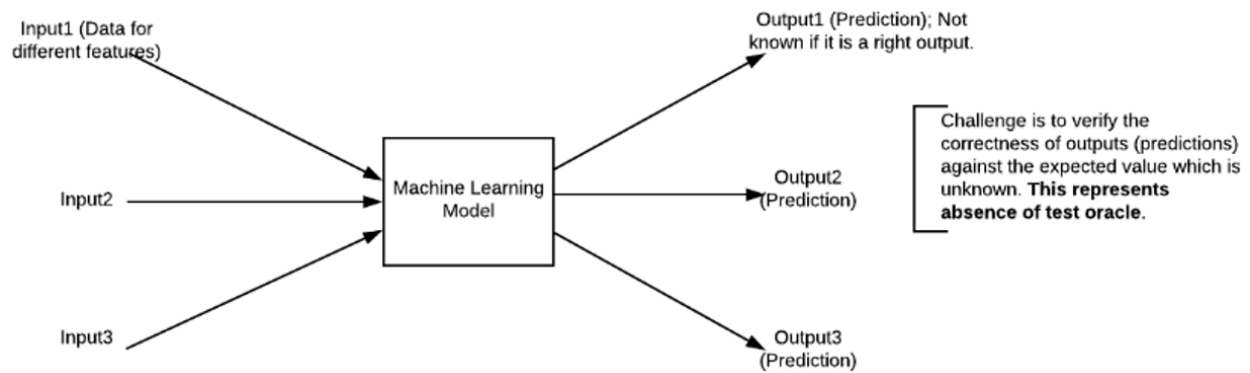 Input1 (Data for
different features)
Output1 (Prediction); Not
known if it is a right output.
Challenge is to verify the
correctness of outputs (predictions)
against the expected value which is
unknown. This represents
absence of test oracle.
Machine Learning
Model
Input2
Output2
(Prediction)
Input3
Output3
(Prediction)